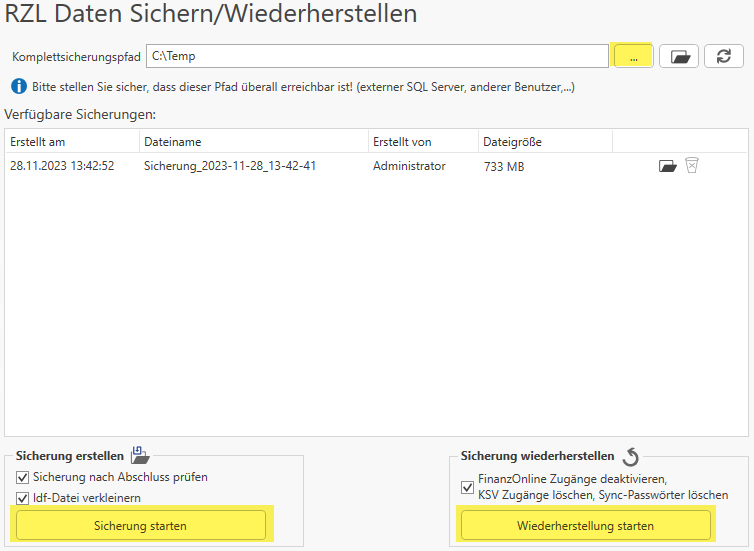 RZL Daten Sichern/Wiederherstellen
Komplettsicherungspfad C:\Temp ...
Bitte stellen Sie sicher, dass dieser Pfad überall erreichbar ist! (externer SQL Server, anderer Benutzer,...)
Verfügbare Sicherungen:
Erstellt am Dateiname Erstellt von Dateigröße
28.11.2023 13:42:52 Sicherung_2023-11-28_13-42-41 Administrator 733 MB
Sicherung erstellen
Sicherung nach Abschluss prüfen
ldf-Datei verkleinern
Sicherung starten
Sicherung wiederherstellen
FinanzOnline Zugänge deaktivieren,
KSV Zugänge löschen, Sync-Passwörter löschen
Wiederherstellung starten